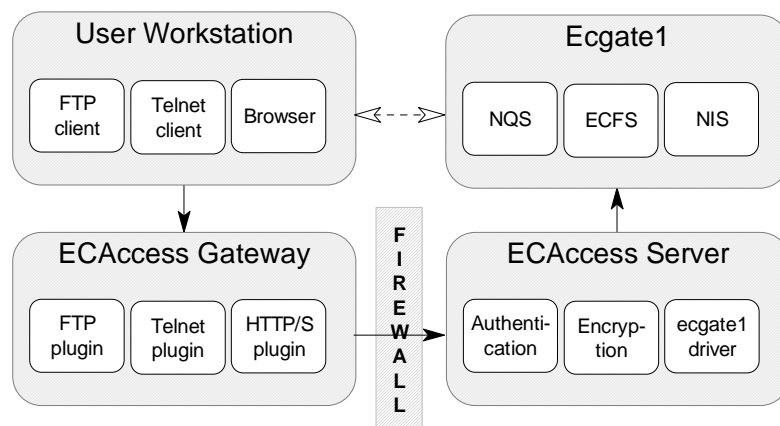 User Workstation
FTP
client
Telnet
client
Browser
Ecgate1
NQS
ECFS
NIS
ECAccess Gateway
FTP
plugin
Telnet
plugin
HTTP/S
plugin
F
I
R
E
W
A
L
L
ECAccess Server
Authenti-
cation
Encryp-
tion
ecgate1
driver